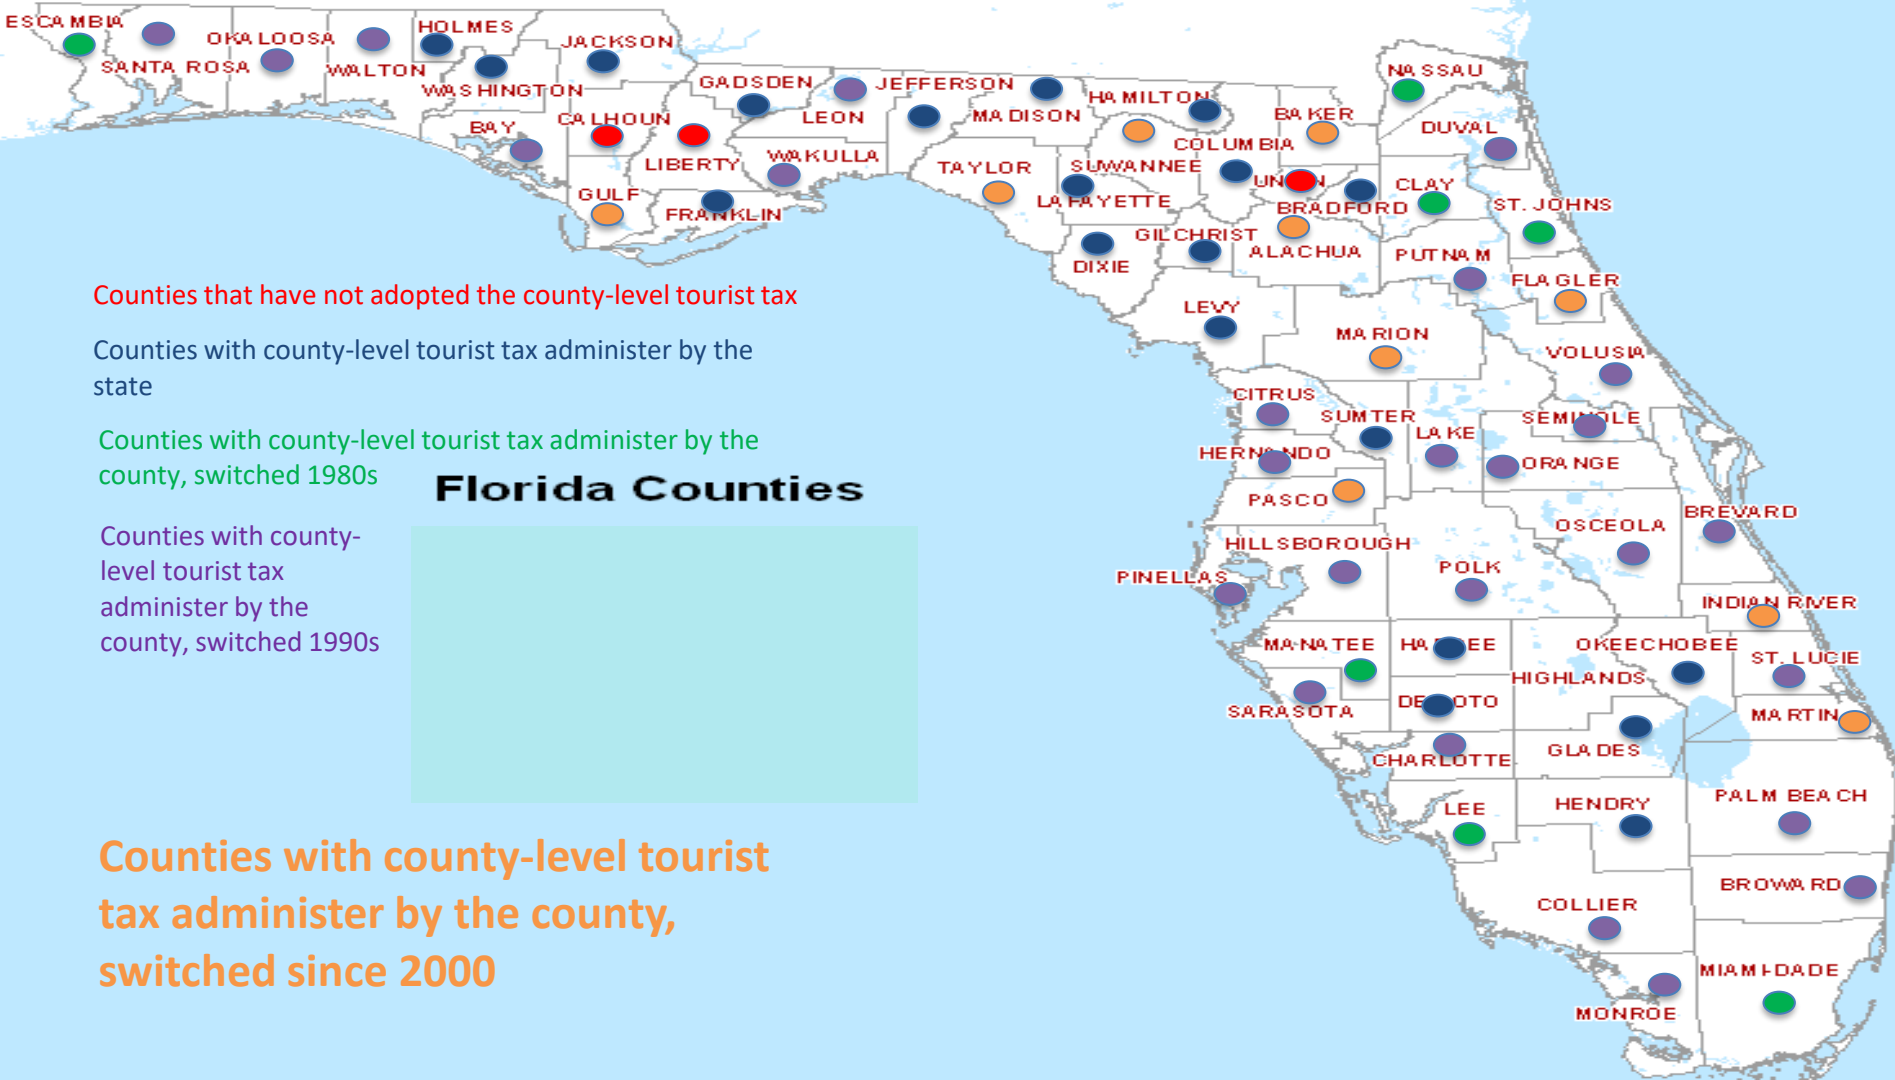 ESCAMBIA
OKALOOSA
HOLMES
JACKSON
SANTA ROSA
WALTON
WASHINGTON
GADSDEN
JEFFERSON
NASSAU
BAY
CALHOUN
LEON
MADISON
HAMILTON
BAKER
DUVAL
LIBERTY
WAKULLA
TAYLOR
SUWANNEE
COLUMBIA
GULF
FRANKLIN
LAFAYETTE
UNION
BRADFORD
CLAY
ST. JOHNS
DIXIE
GILCHRIST
ALACHUA
PUTNAM
FLAGLER
Counties that have not adopted the county-level tourist tax
Counties with county-level tourist tax administer by the
state
Counties with county-level tourist tax administer by the
county, switched 1980s
Florida Counties
Counties with county-
level tourist tax
administer by the
county, switched 1990s
Counties with county-level tourist
tax administer by the county,
switched since 2000
LEVY
MARION
VOLUSIA
CITRUS
SUMTER
LAKE
SEMINOLE
HERNANDO
ORANGE
PASCO
BREVARD
OSCEOLA
HILLSBOROUGH
POLK
PINELLAS
INDIAN RIVER
MANATEE
HARDEE
OKEECHOBEE
ST. LUCIE
HIGHLANDS
SARASOTA
DESOTO
MARTIN
CHARLOTTE
GLADES
LEE
HENDRY
PALM BEACH
BROWARD
COLLIER
MIAMI-DADE
MONROE